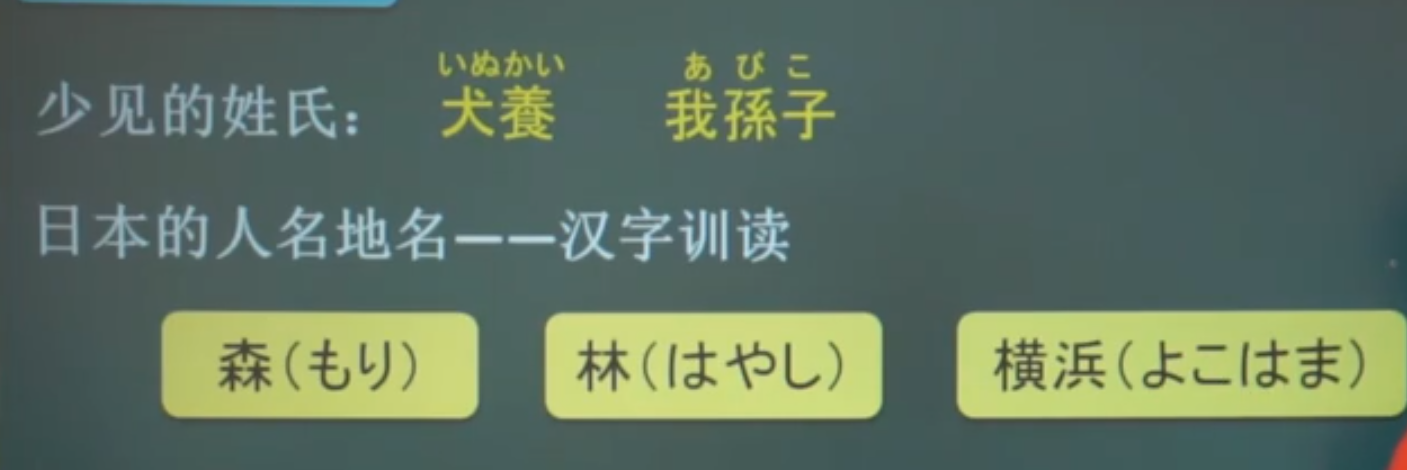 いぬかい あびこ
少见的姓氏： 犬養 我孫子
日本的人名地名——汉字训读
森（もり） 林（はやし） 横浜（よこはま）